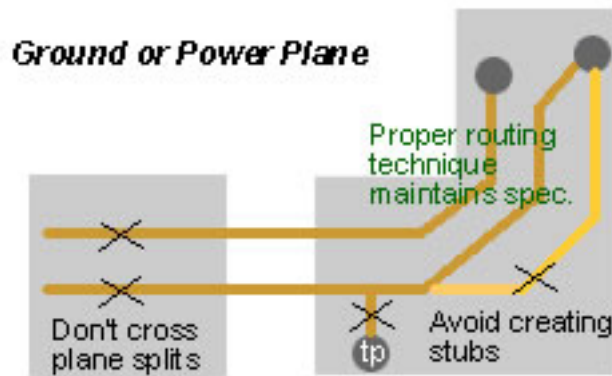 Ground or Power Plane
Proper routing
technique
maintains spec.
Don't cross
plane splits
tp
Avoid creating
stubs